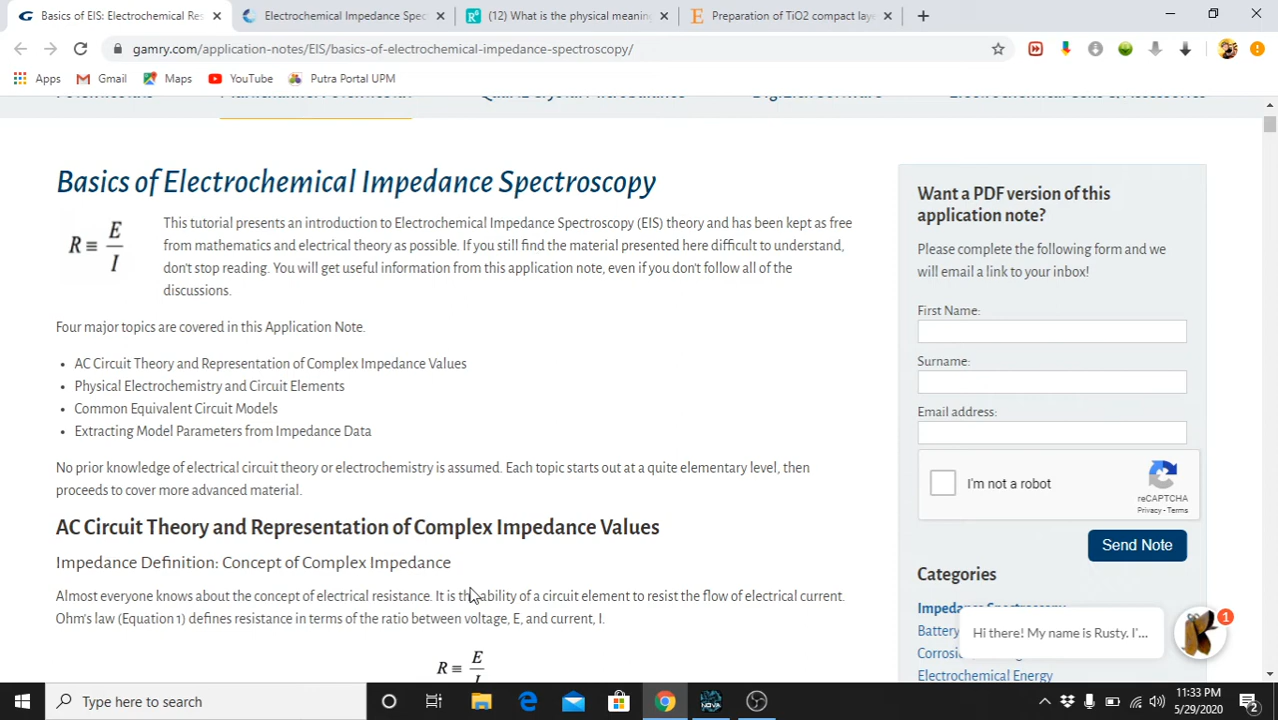 Basics of EIS: Electrochemical Res
Electrochemical Impedance Spec
(12) What is the physical meaning
Preparation of TiO2 compact laye
gamry.com/application-notes/EIS/basics-of-electrochemical-impedance-spectroscopy/
Apps
Gmail
Maps
YouTube
Putra Portal UPM
Basics of Electrochemical Impedance Spectroscopy
R ≡ E
I
This tutorial presents an introduction to Electrochemical Impedance Spectroscopy (EIS) theory and has been kept as free
from mathematics and electrical theory as possible. If you still find the material presented here difficult to understand,
don't stop reading. You will get useful information from this application note, even if you don't follow all of the
discussions.
Four major topics are covered in this Application Note.
• AC Circuit Theory and Representation of Complex Impedance Values
• Physical Electrochemistry and Circuit Elements
• Common Equivalent Circuit Models
• Extracting Model Parameters from Impedance Data
No prior knowledge of electrical circuit theory or electrochemistry is assumed. Each topic starts out at a quite elementary level, then
proceeds to cover more advanced material.
AC Circuit Theory and Representation of Complex Impedance Values
Impedance Definition: Concept of Complex Impedance
Almost everyone knows about the concept of electrical resistance. It is the ability of a circuit element to resist the flow of electrical current.
Ohm's law (Equation 1) defines resistance in terms of the ratio between voltage, E, and current, I.
R ≡ E
Want a PDF version of this
application note?
Please complete the following form and we
will email a link to your inbox!
First Name:
Surname:
Email address:
I'm not a robot
reCAPTCHA
Privacy - Terms
Send Note
Categories
Impedance Spectroscopy
Battery
Corrosion
Electrochemical Energy
Hi there! My name is Rusty. I'...
1
Type here to search
NOVA
11:33 PM
5/29/2020
2